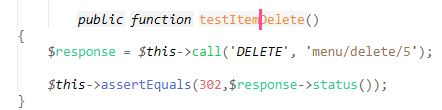 public function testItemDelete()
{
$response = $this->call('DELETE', 'menu/delete/5');
$this->assertEquals(302,$response->status());
}